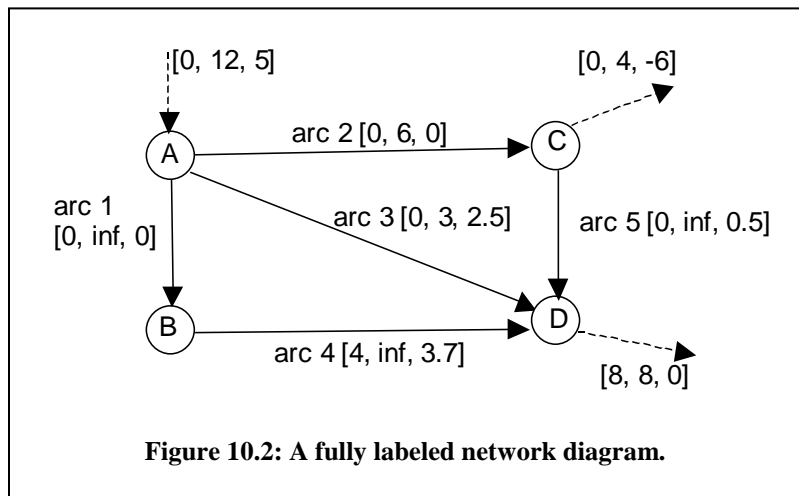 [0, 12, 5]
[0, 4, -6]
A
arc 2 [0, 6, 0]
C
arc 1
[0, inf, 0]
arc 3 [0, 3, 2.5]
arc 5 [0, inf, 0.5]
B
D
arc 4 [4, inf, 3.7]
[8, 8, 0]
Figure 10.2: A fully labeled network diagram.